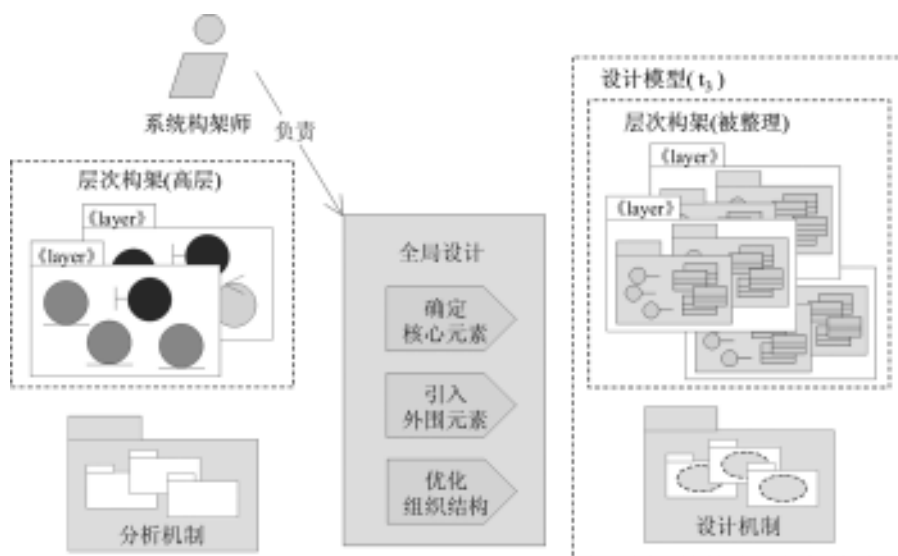 系统构架师
负责
层次构架(高层)
《layer》
《layer》
分析机制
全局设计
确定
核心元素
引入
外围元素
优化
组织结构
设计模型(t₃)
层次构架(被整理)
《layer》
《layer》
设计机制